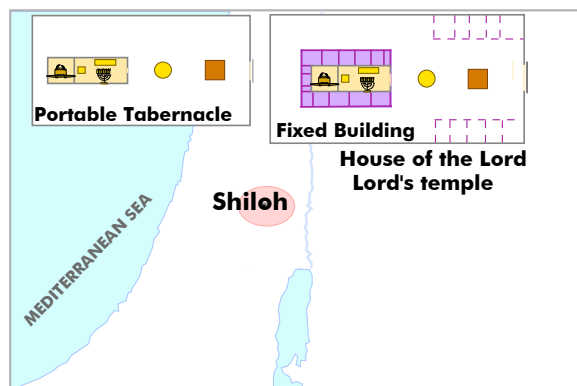 Portable Tabernacle
Fixed Building
House of the Lord
Lord's temple
Shiloh
MEDITERRANEAN SEA